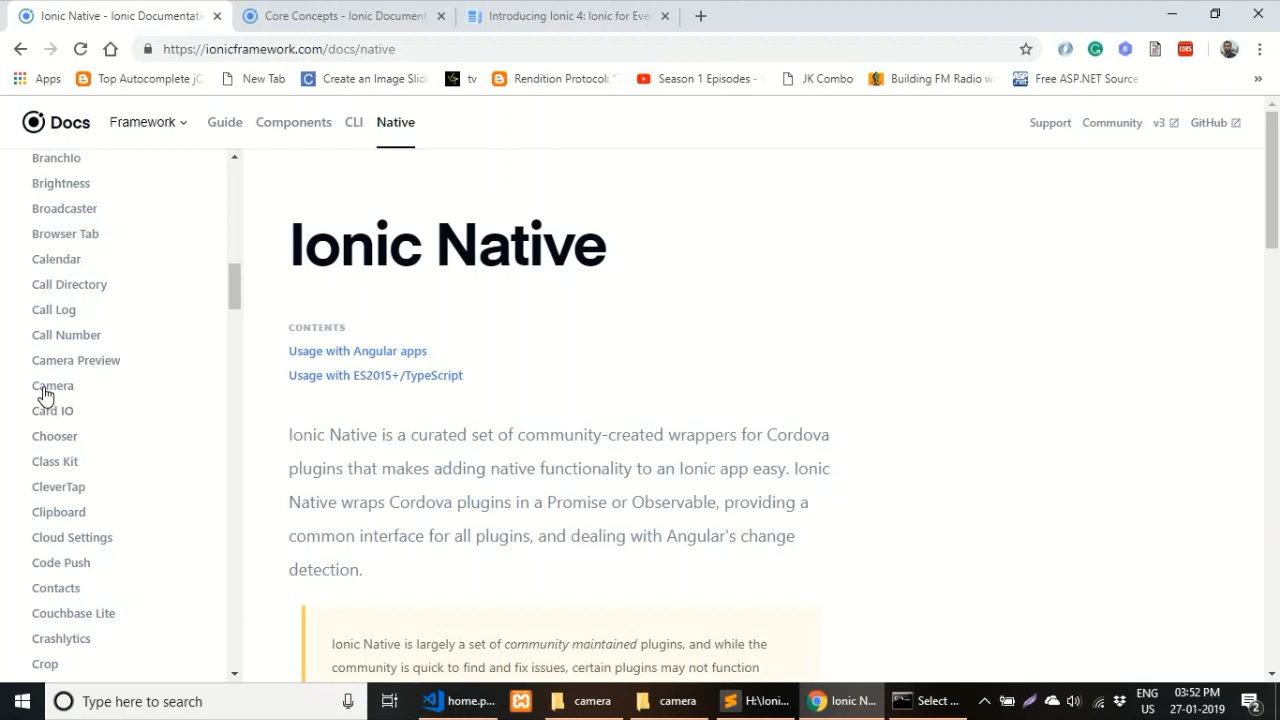 Ionic Native - Ionic Documentati
Core Concepts - Ionic Document
Introducing Ionic 4: Ionic for Eve
https://ionicframework.com/docs/native
CORS
Apps
Top Autocomplete jC
New Tab
Create an Image Slid
tv
Rendition Protocol "
Season 1 Episodes -
JK Combo
Building FM Radio w
Free ASP.NET Source
Docs
Framework
Guide
Components
CLI
Native
Support
Community
v3
GitHub
BranchIo
Brightness
Broadcaster
Browser Tab
Calendar
Call Directory
Call Log
Call Number
Camera Preview
Camera
Card IO
Chooser
Class Kit
CleverTap
Clipboard
Cloud Settings
Code Push
Contacts
Couchbase Lite
Crashlytics
Crop
Ionic Native
CONTENTS
Usage with Angular apps
Usage with ES2015+/TypeScript
Ionic Native is a curated set of community-created wrappers for Cordova
plugins that makes adding native functionality to an Ionic app easy. Ionic
Native wraps Cordova plugins in a Promise or Observable, providing a
common interface for all plugins, and dealing with Angular's change
detection.
Ionic Native is largely a set of community maintained plugins, and while the
community is quick to find and fix issues, certain plugins may not function
Type here to search
home.p...
camera
camera
H:\Ioni...
Ionic N...
Select ...
ENG
US
03:52 PM
27-01-2019
2